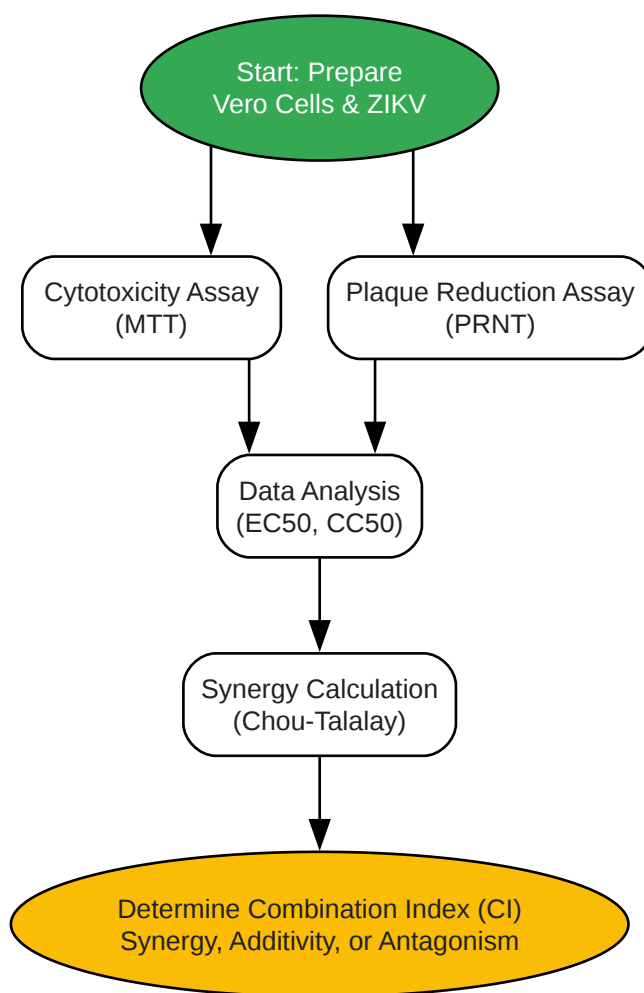 Start: Prepare
Vero Cells & ZIKV
Cytotoxicity Assay
(MTT)
Plaque Reduction Assay
(PRNT)
Data Analysis
(EC50, CC50)
Synergy Calculation
(Chou-Talalay)
Determine Combination Index (CI)
Synergy, Additivity, or Antagonism